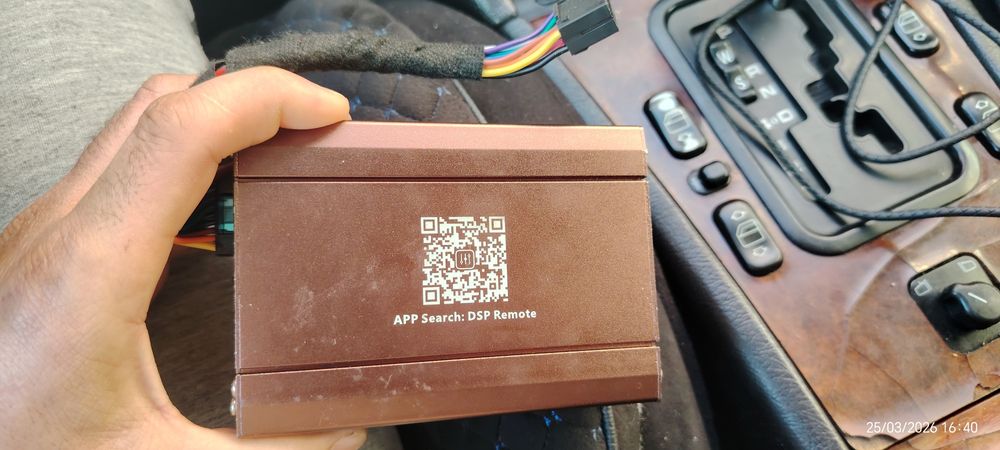 APP Search: DSP Remote
W
S
R
N
25/03/2026 16:40